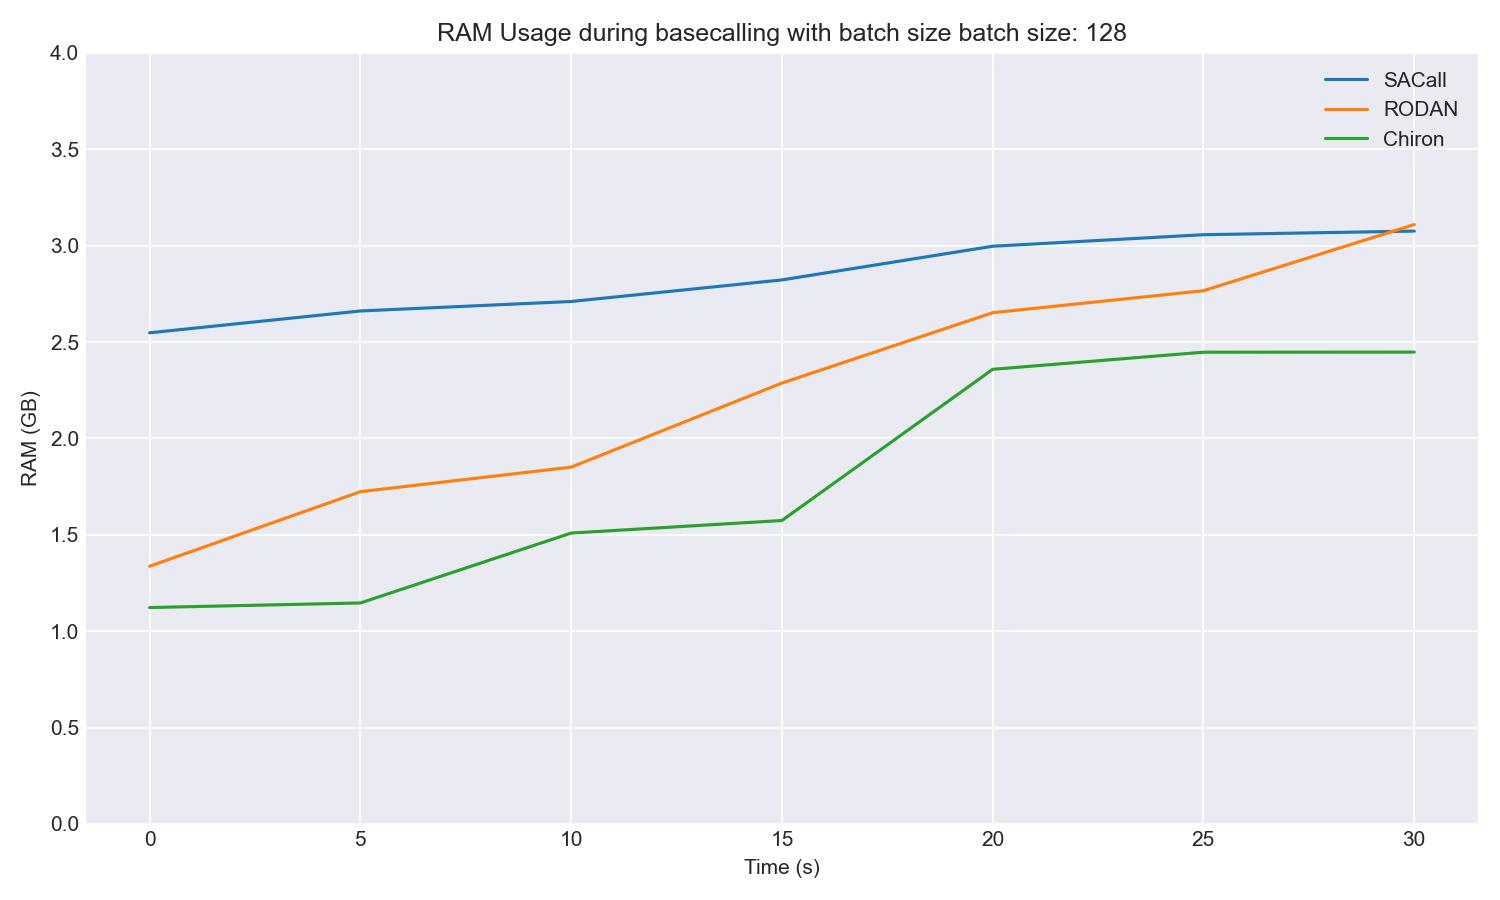 RAM Usage during basecalling with batch size batch size: 128
SACall
RODAN
Chiron
4.0
3.5
3.0
2.5
2.0
1.5
1.0
0.5
0.0
RAM (GB)
0 5 10 15 20 25 30
Time (s)